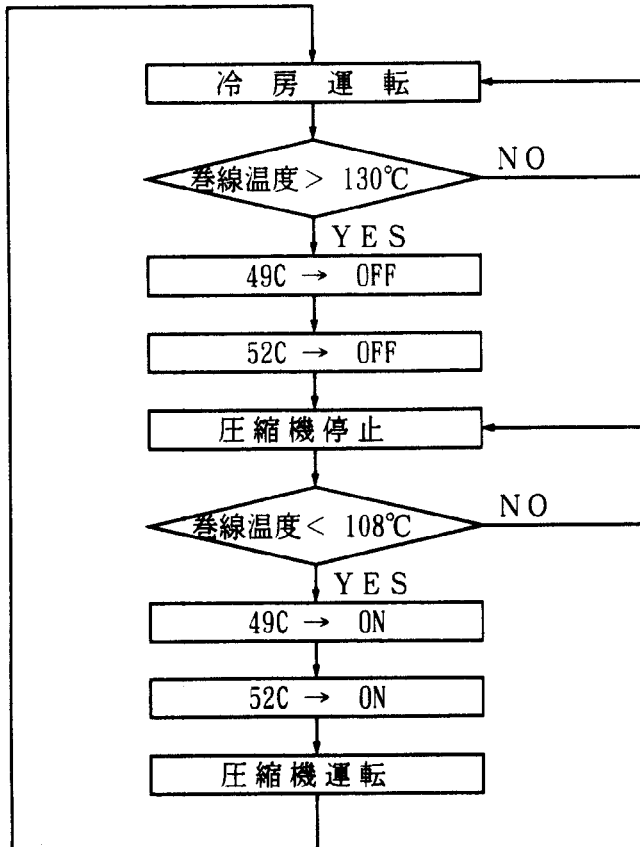 冷房運転
巻線温度> 130℃
NO
YES
49C → OFF
52C → OFF
圧縮機停止
巻線温度< 108℃
NO
YES
49C → ON
52C → ON
圧縮機運転